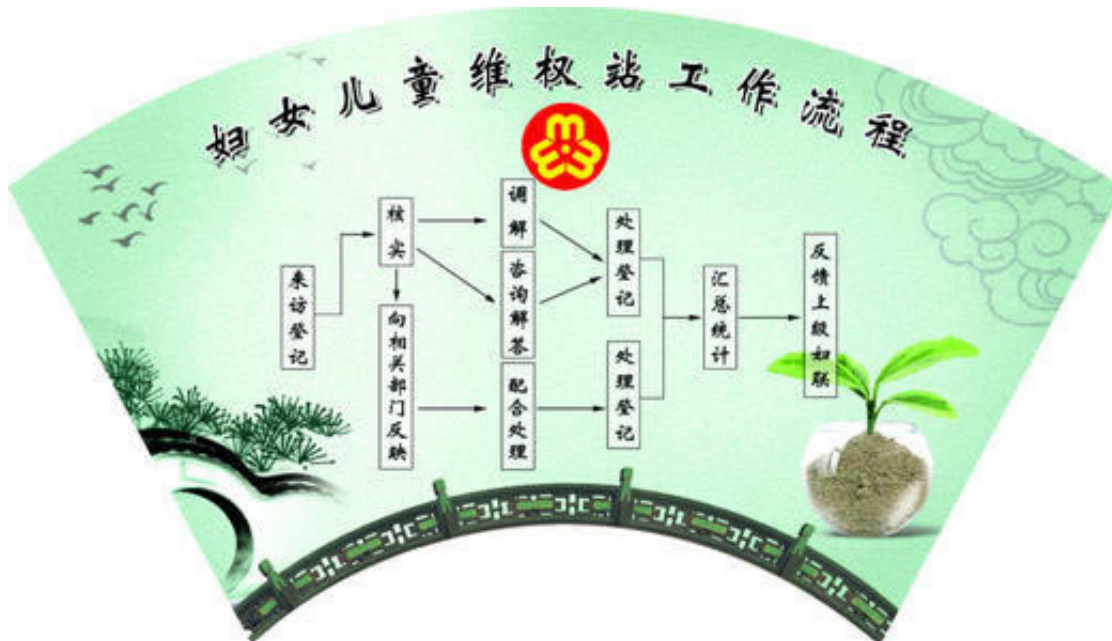 妇女儿童维权站工作流程
来访登记
核实
向相关部门反映
调解
咨询解答
配合处理
处理登记
处理登记
汇总统计
反馈上级妇联